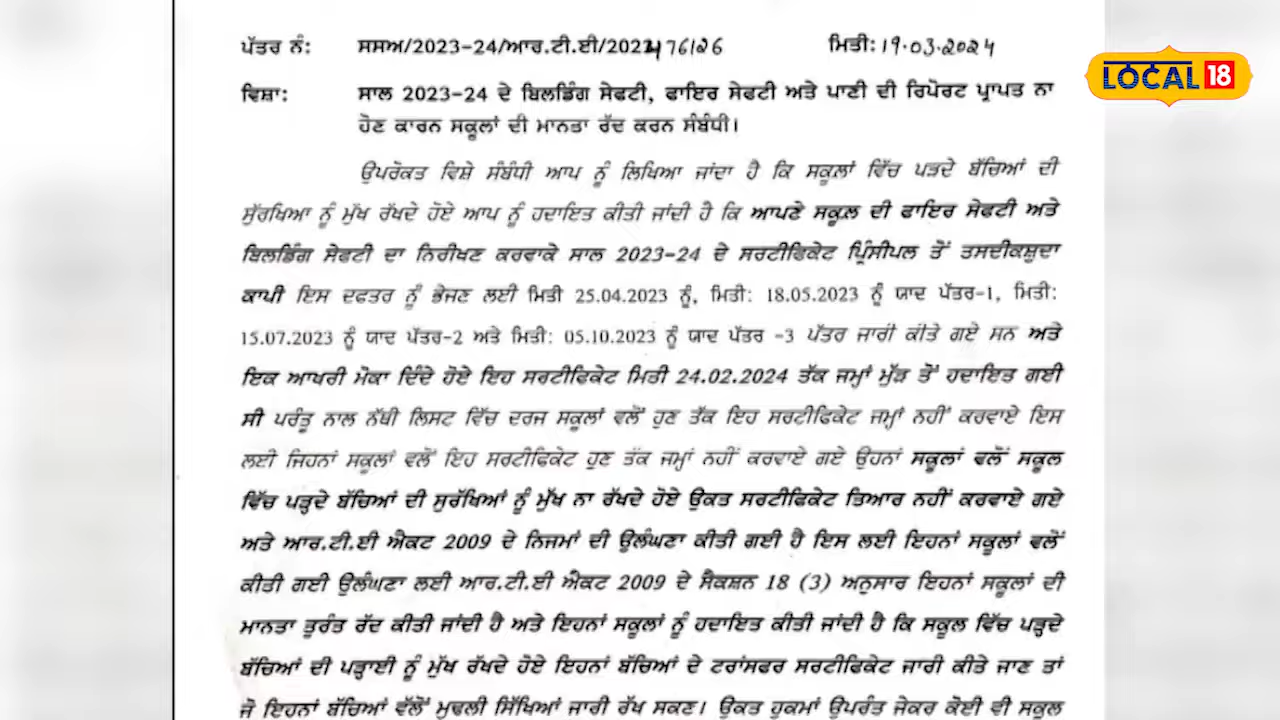 ਪੱਤਰ ਨੰ: ਸਸਅ/2023-24/ਆਰ.ਟੀ.ਈ/2023/476126 ਮਿਤੀ: 19.03.2024
LOCAL 18
ਵਿਸ਼ਾ: ਸਾਲ 2023-24 ਦੇ ਬਿਲਡਿੰਗ ਸੇਫਟੀ, ਫਾਇਰ ਸੇਫਟੀ ਅਤੇ ਪਾਣੀ ਦੀ ਰਿਪੋਰਟ ਪ੍ਰਾਪਤ ਨਾ
ਹੋਣ ਕਾਰਨ ਸਕੂਲਾਂ ਦੀ ਮਾਨਤਾ ਰੱਦ ਕਰਨ ਸੰਬੰਧੀ।
ਉਪਰੋਕਤ ਵਿਸ਼ੇ ਸੰਬੰਧੀ ਆਪ ਨੂੰ ਲਿਖਿਆ ਜਾਂਦਾ ਹੈ ਕਿ ਸਕੂਲਾਂ ਵਿੱਚ ਪੜਦੇ ਬੱਚਿਆਂ ਦੀ
ਸੁੱਰਖਿਆ ਨੂੰ ਮੁੱਖ ਰੱਖਦੇ ਹੋਏ ਆਪ ਨੂੰ ਹਦਾਇਤ ਕੀਤੀ ਜਾਂਦੀ ਹੈ ਕਿ ਆਪਣੇ ਸਕੂਲ ਦੀ ਫਾਇਰ ਸੇਫਟੀ ਅਤੇ
ਬਿਲਡਿੰਗ ਸੇਫਟੀ ਦਾ ਨਿਰੀਖਣ ਕਰਵਾਕੇ ਸਾਲ 2023-24 ਦੇ ਸਰਟੀਫਿਕੇਟ ਪ੍ਰਿੰਸੀਪਲ ਤੋਂ ਤਸਦੀਕਸ਼ੁਦਾ
ਕਾਪੀ ਇਸ ਦਫਤਰ ਨੂੰ ਭੇਜਣ ਲਈ ਮਿਤੀ 25.04.2023 ਨੂੰ, ਮਿਤੀ: 18.05.2023 ਨੂੰ ਯਾਦ ਪੱਤਰ-1, ਮਿਤੀ:
15.07.2023 ਨੂੰ ਯਾਦ ਪੱਤਰ-2 ਅਤੇ ਮਿਤੀ: 05.10.2023 ਨੂੰ ਯਾਦ ਪੱਤਰ -3 ਪੱਤਰ ਜਾਰੀ ਕੀਤੇ ਗਏ ਸਨ ਅਤੇ
ਇਕ ਆਖਰੀ ਮੌਕਾ ਦਿੰਦੇ ਹੋਏ ਇਹ ਸਰਟੀਫਿਕੇਟ ਮਿਤੀ 24.02.2024 ਤੱਕ ਜਮ੍ਹਾਂ ਮੁੱੜ ਤੋਂ ਹਦਾਇਤ ਗਈ
ਸੀ ਪਰੰਤੂ ਨਾਲ ਨੱਥੀ ਲਿਸਟ ਵਿੱਚ ਦਰਜ ਸਕੂਲਾਂ ਵਲੋਂ ਹੁਣ ਤੱਕ ਇਹ ਸਰਟੀਫਿਕੇਟ ਜਮ੍ਹਾਂ ਨਹੀਂ ਕਰਵਾਏ ਇਸ
ਲਈ ਜਿਹਨਾਂ ਸਕੂਲਾਂ ਵਲੋਂ ਇਹ ਸਰਟੀਫਿਕੇਟ ਹੁਣ ਤੱਕ ਜਮ੍ਹਾਂ ਨਹੀਂ ਕਰਵਾਏ ਗਏ ਉਹਨਾਂ ਸਕੂਲਾਂ ਵਲੋਂ ਸਕੂਲ
ਵਿੱਚ ਪੜ੍ਹਦੇ ਬੱਚਿਆਂ ਦੀ ਸੁਰੱਖਿਆਂ ਨੂੰ ਮੁੱਖ ਨਾ ਰੱਖਦੇ ਹੋਏ ਉਕਤ ਸਰਟੀਫਿਕੇਟ ਤਿਆਰ ਨਹੀਂ ਕਰਵਾਏ ਗਏ
ਅਤੇ ਆਰ.ਟੀ.ਈ ਐਕਟ 2009 ਦੇ ਨਿਜਮਾਂ ਦੀ ਉਲੰਘਣਾ ਕੀਤੀ ਗਈ ਹੈ ਇਸ ਲਈ ਇਹਨਾਂ ਸਕੂਲਾਂ ਵਲੋਂ
ਕੀਤੀ ਗਈ ਉਲੰਘਣਾ ਲਈ ਆਰ.ਟੀ.ਈ ਐਕਟ 2009 ਦੇ ਸੈਕਸ਼ਨ 18 (3) ਅਨੁਸਾਰ ਇਹਨਾਂ ਸਕੂਲਾਂ ਦੀ
ਮਾਨਤਾ ਤੁਰੰਤ ਰੱਦ ਕੀਤੀ ਜਾਂਦੀ ਹੈ ਅਤੇ ਇਹਨਾਂ ਸਕੂਲਾਂ ਨੂੰ ਹਦਾਇਤ ਕੀਤੀ ਜਾਂਦੀ ਹੈ ਕਿ ਸਕੂਲ ਵਿੱਚ ਪੜ੍ਹਦੇ
ਬੱਚਿਆਂ ਦੀ ਪੜ੍ਹਾਈ ਨੂੰ ਮੁੱਖ ਰੱਖਦੇ ਹੋਏ ਇਹਨਾਂ ਬੱਚਿਆਂ ਦੇ ਟਰਾਂਸਫਰ ਸਰਟੀਫਿਕੇਟ ਜਾਰੀ ਕੀਤੇ ਜਾਣ ਤਾਂ
ਜੋ ਇਹਨਾਂ ਬੱਚਿਆਂ ਵੱਲੋਂ ਮੁਢਲੀ ਸਿੱਖਿਆਂ ਜਾਰੀ ਰੱਖ ਸਕਣ। ਉਕਤ ਹੁਕਮਾਂ ਉਪਰੰਤ ਜੇਕਰ ਕੋਈ ਵੀ ਸਕੂਲ